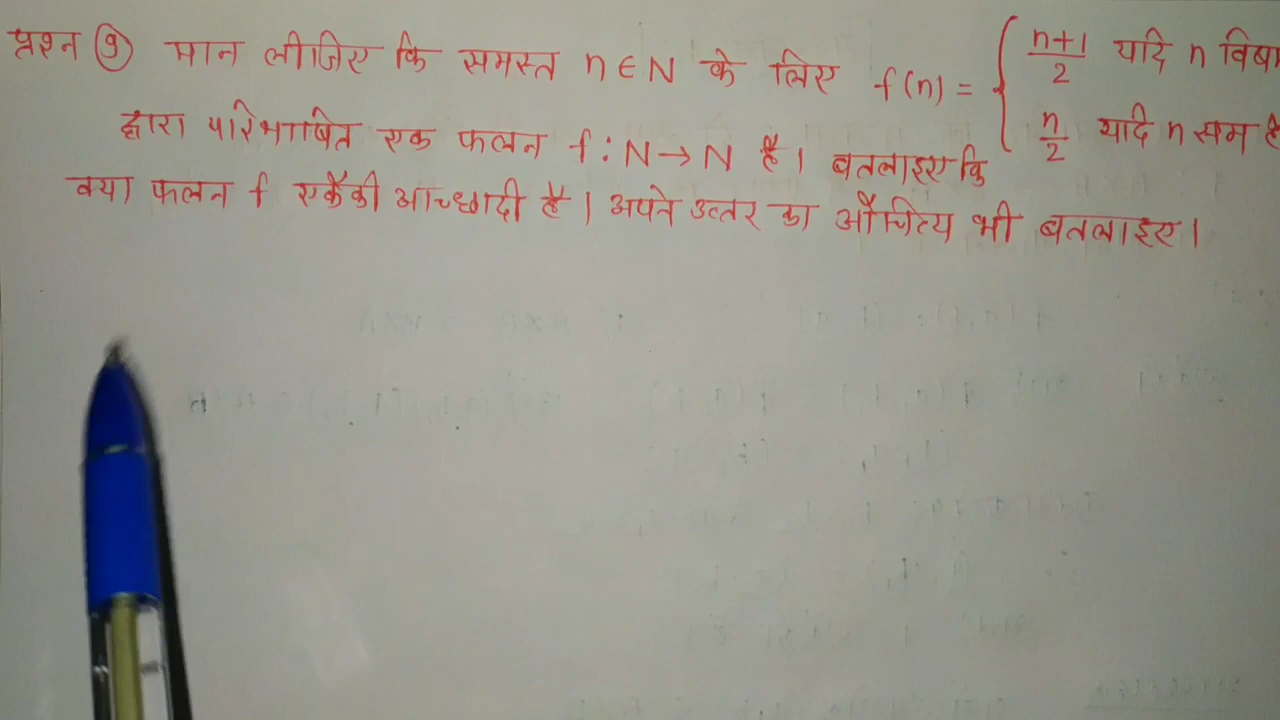 प्रश्न ⑨ मान लीजिए कि समस्त n ∈ N के लिए f(n) = { n+1/2 यदि n विषम
n/2 यदि n सम है
द्वारा परिभाषित एक फलन f : N → N है। बतलाइए कि
क्या फलन f एकैकी आच्छादी है। अपने उत्तर का औचित्य भी बतलाइए।